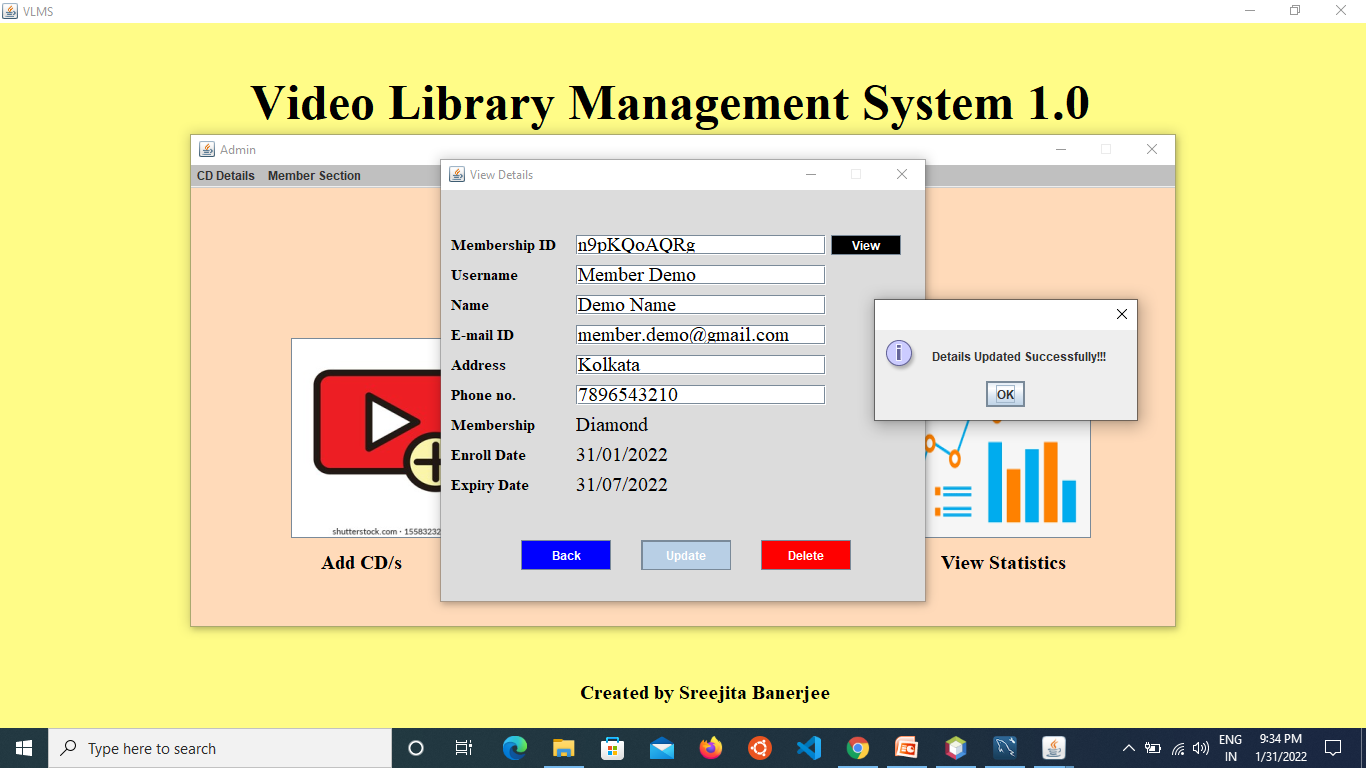 VLMS
Video Library Management System 1.0
Admin
CD Details Member Section
View Details
Membership ID n9pKQoAQRg View
Username Member Demo
Name Demo Name
E-mail ID member.demo@gmail.com
Address Kolkata
Phone no. 7896543210
Membership Diamond
Enroll Date 31/01/2022
Expiry Date 31/07/2022
Back Update Delete
Details Updated Successfully!!!
OK
shutterstock.com · 15583232
Add CD/s
View Statistics
Created by Sreejita Banerjee
Type here to search
ENG
IN
9:34 PM
1/31/2022